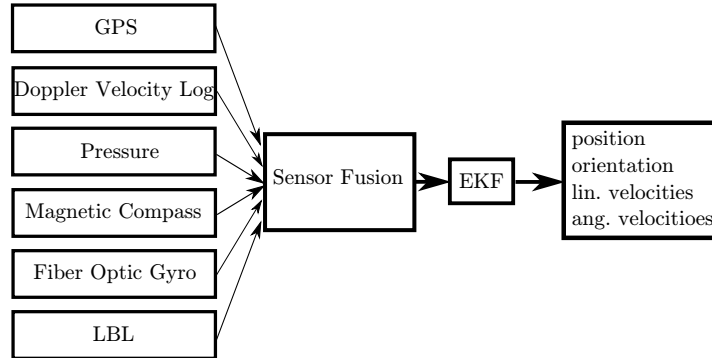 GPS
Doppler Velocity Log
Pressure
Magnetic Compass
Fiber Optic Gyro
LBL
Sensor Fusion
EKF
position
orientation
lin. velocities
ang. velocitioes